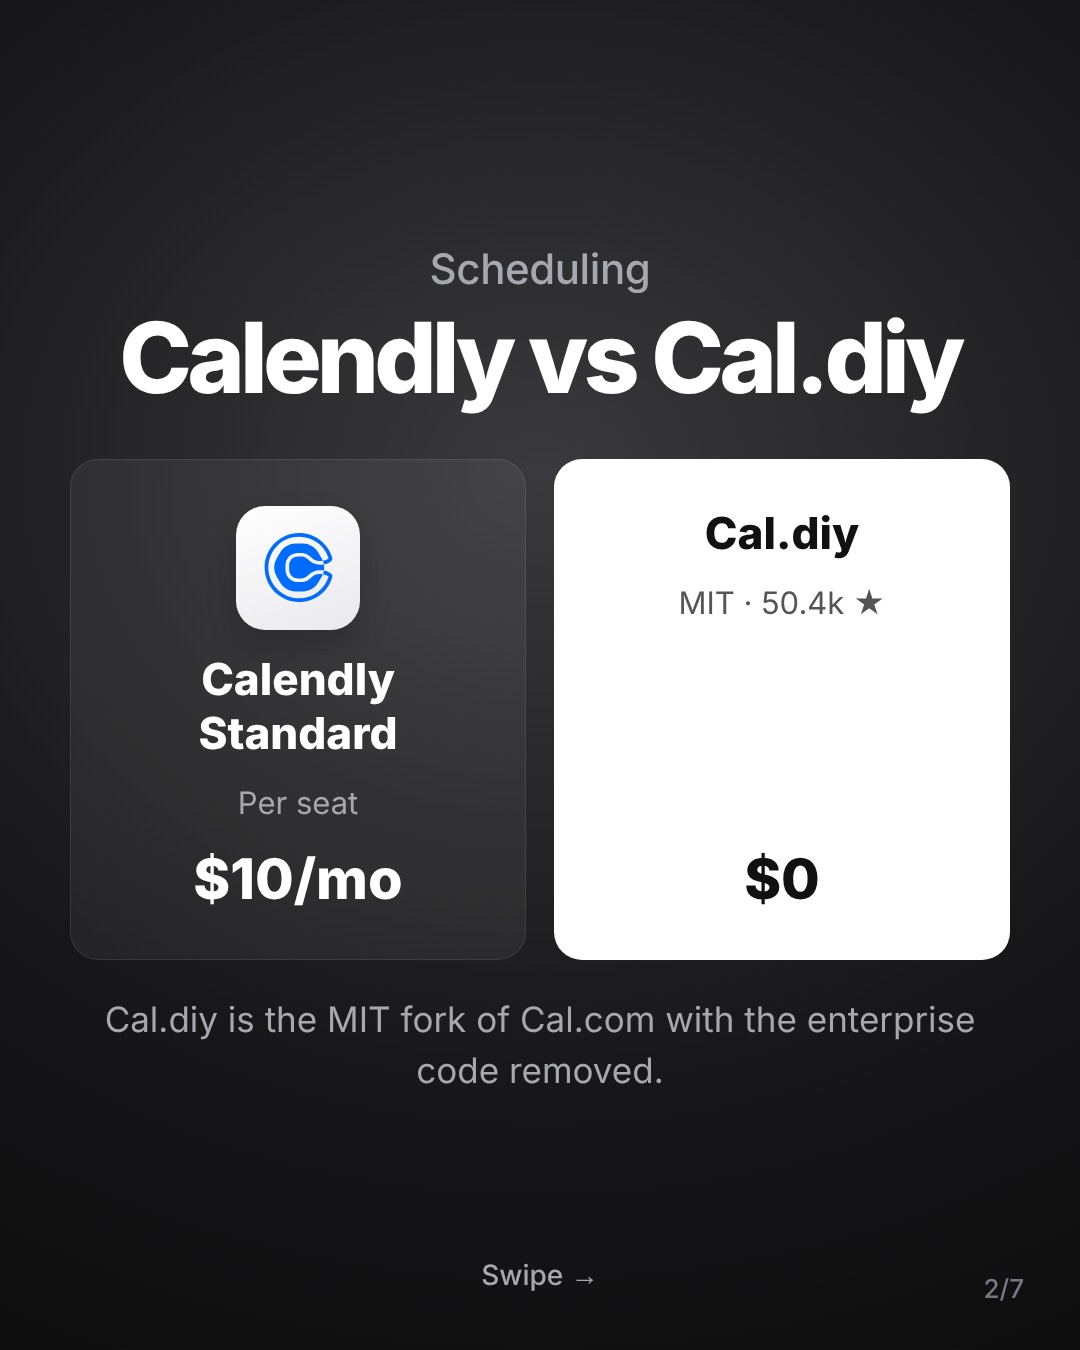 Scheduling
Calendly vs Cal.diy
Calendly
Standard
Per seat
$10/mo
Cal.diy
MIT · 50.4k ★
$0
Cal.diy is the MIT fork of Cal.com with the enterprise
code removed.
Swipe →
2/7